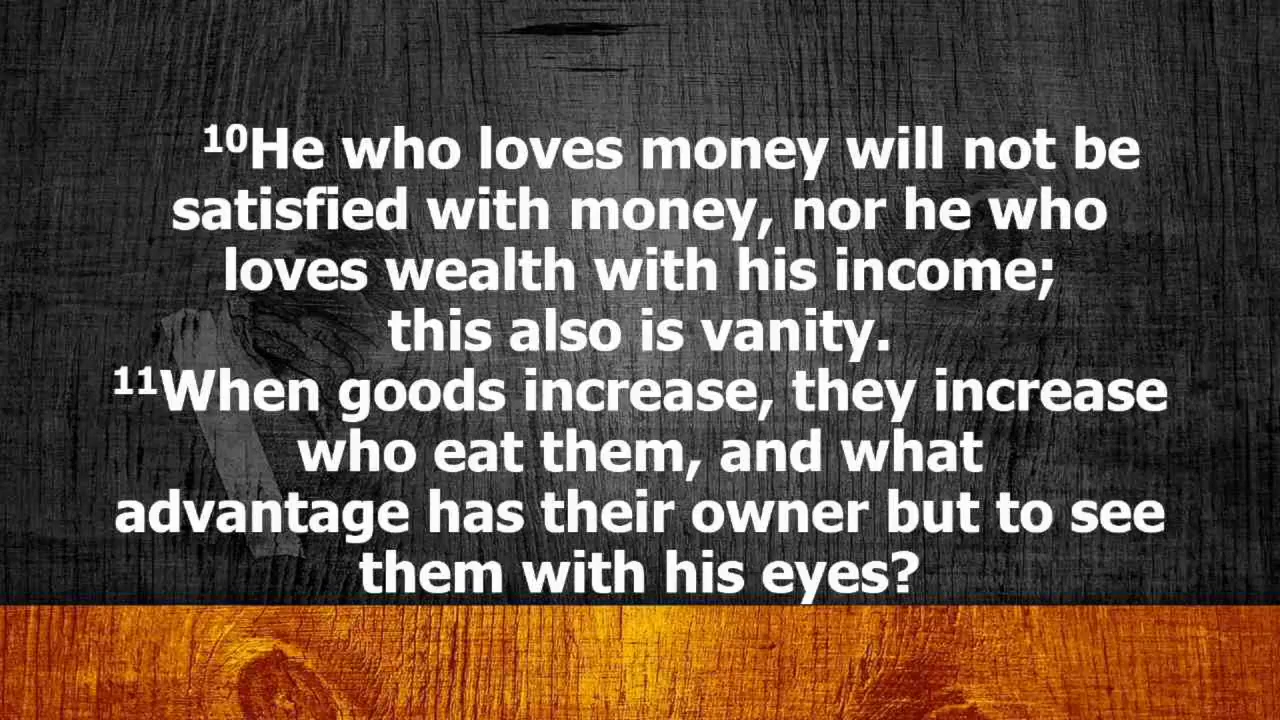 10He who loves money will not be
satisfied with money, nor he who
loves wealth with his income;
this also is vanity.
11When goods increase, they increase
who eat them, and what
advantage has their owner but to see
them with his eyes?